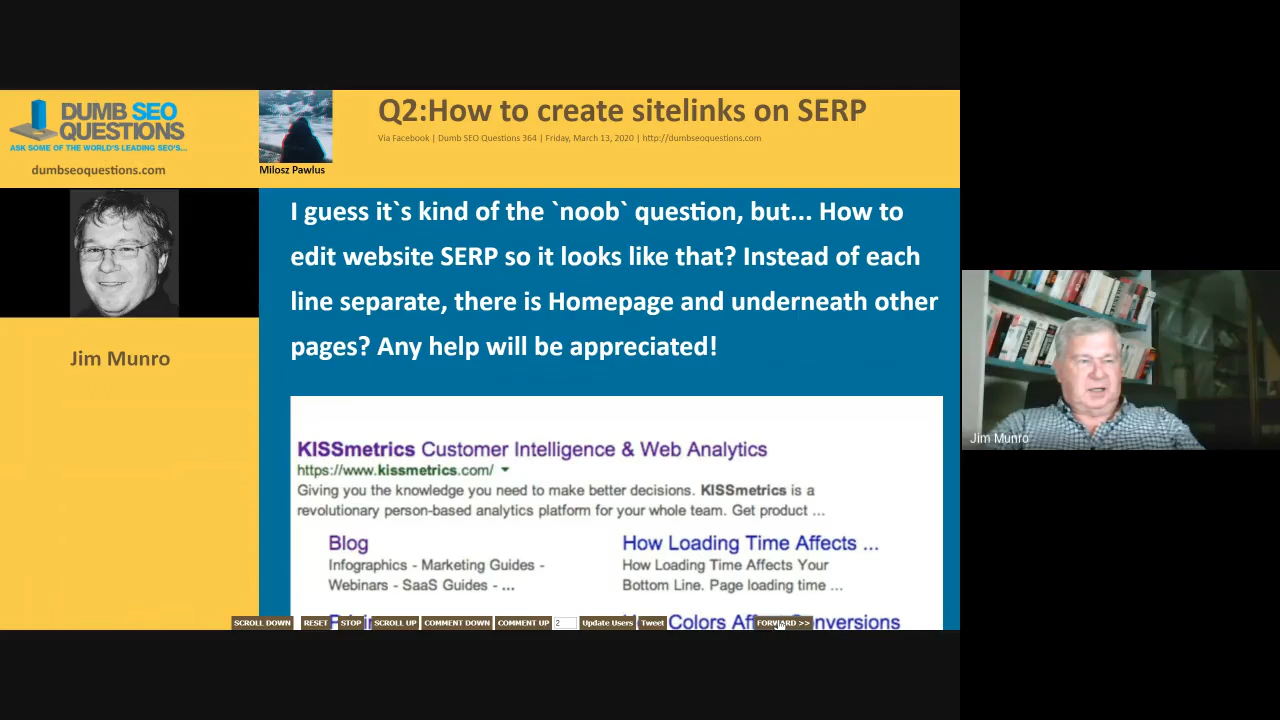 DUMB SEO
QUESTIONS
ASK SOME OF THE WORLD'S LEADING SEO'S...
dumbseoquestions.com
Milosz Pawlus
Q2:How to create sitelinks on SERP
Via Facebook | Dumb SEO Questions 364 | Friday, March 13, 2020 | http://dumbseoquestions.com
Jim Munro
I guess it`s kind of the `noob` question, but... How to
edit website SERP so it looks like that? Instead of each
line separate, there is Homepage and underneath other
pages? Any help will be appreciated!
KISSmetrics Customer Intelligence & Web Analytics
https://www.kissmetrics.com/
Giving you the knowledge you need to make better decisions. KISSmetrics is a
revolutionary person-based analytics platform for your whole team. Get product ...
Blog
Infographics - Marketing Guides -
Webinars - SaaS Guides - ...
How Loading Time Affects ...
How Loading Time Affects Your
Bottom Line. Page loading time ...
Colors
SCROLL DOWN RESET STOP SCROLL UP COMMENT DOWN COMMENT UP 2 Update Users Tweet FORWARD >>
Jim Munro